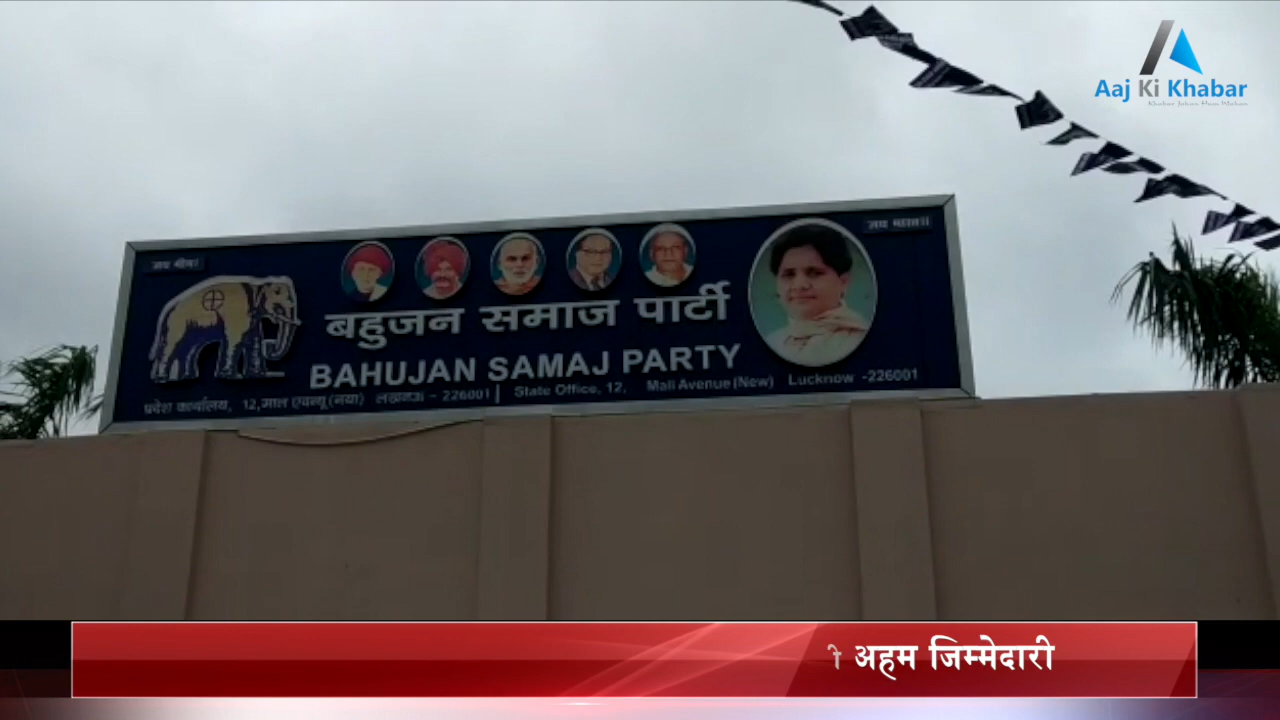 Aaj Ki Khabar
जय भीम!
जय भारत!!
बहुजन समाज पार्टी
BAHUJAN SAMAJ PARTY
प्रदेश कार्यालय, 12,माल एवन्यू (नया) लखनऊ - 226001 | State Office, 12, Mall Avenue (New) Lucknow -226001
अहम जिम्मेदारी